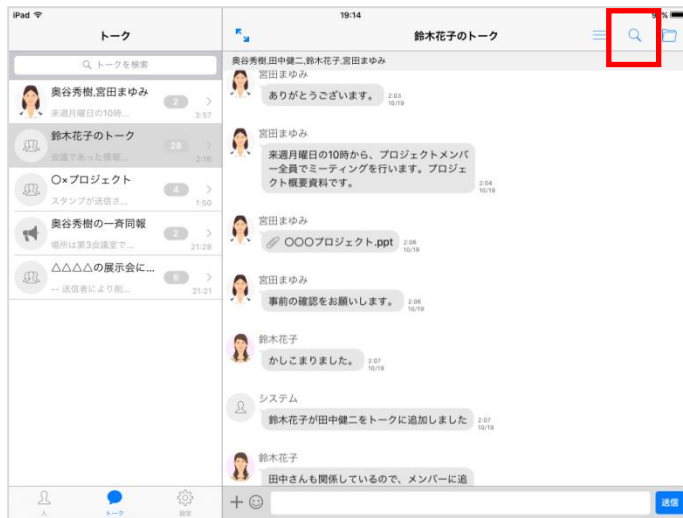 iPad
19:14
トーク
鈴木花子のトーク
トークを検索
奥谷秀樹,宮田まゆみ
来週月曜日の10時...
2
3:57
鈴木花子のトーク
会議であった情報...
28
3:16
〇×プロジェクト
スタンプが送信さ...
4
1:50
奥谷秀樹の一斉同報
場所は第3会議室で...
2
21:28
△△△△の展示会に...
-- 送信者により削...
6
21:21
人
トーク
設定
奥谷秀樹,田中健二,鈴木花子,宮田まゆみ
宮田まゆみ
ありがとうございます。
2:03
10/19
宮田まゆみ
来週月曜日の10時から、プロジェクトメンバ
ー全員でミーティングを行います。プロジェ
クト概要資料です。
2:04
10/19
宮田まゆみ
〇〇〇プロジェクト.ppt
2:06
10/19
宮田まゆみ
事前の確認をお願いします。
2:06
10/19
鈴木花子
かしこまりました。
2:07
10/19
システム
鈴木花子が田中健二をトークに追加しました
2:07
10/19
鈴木花子
田中さんも関係しているので、メンバーに追
送信